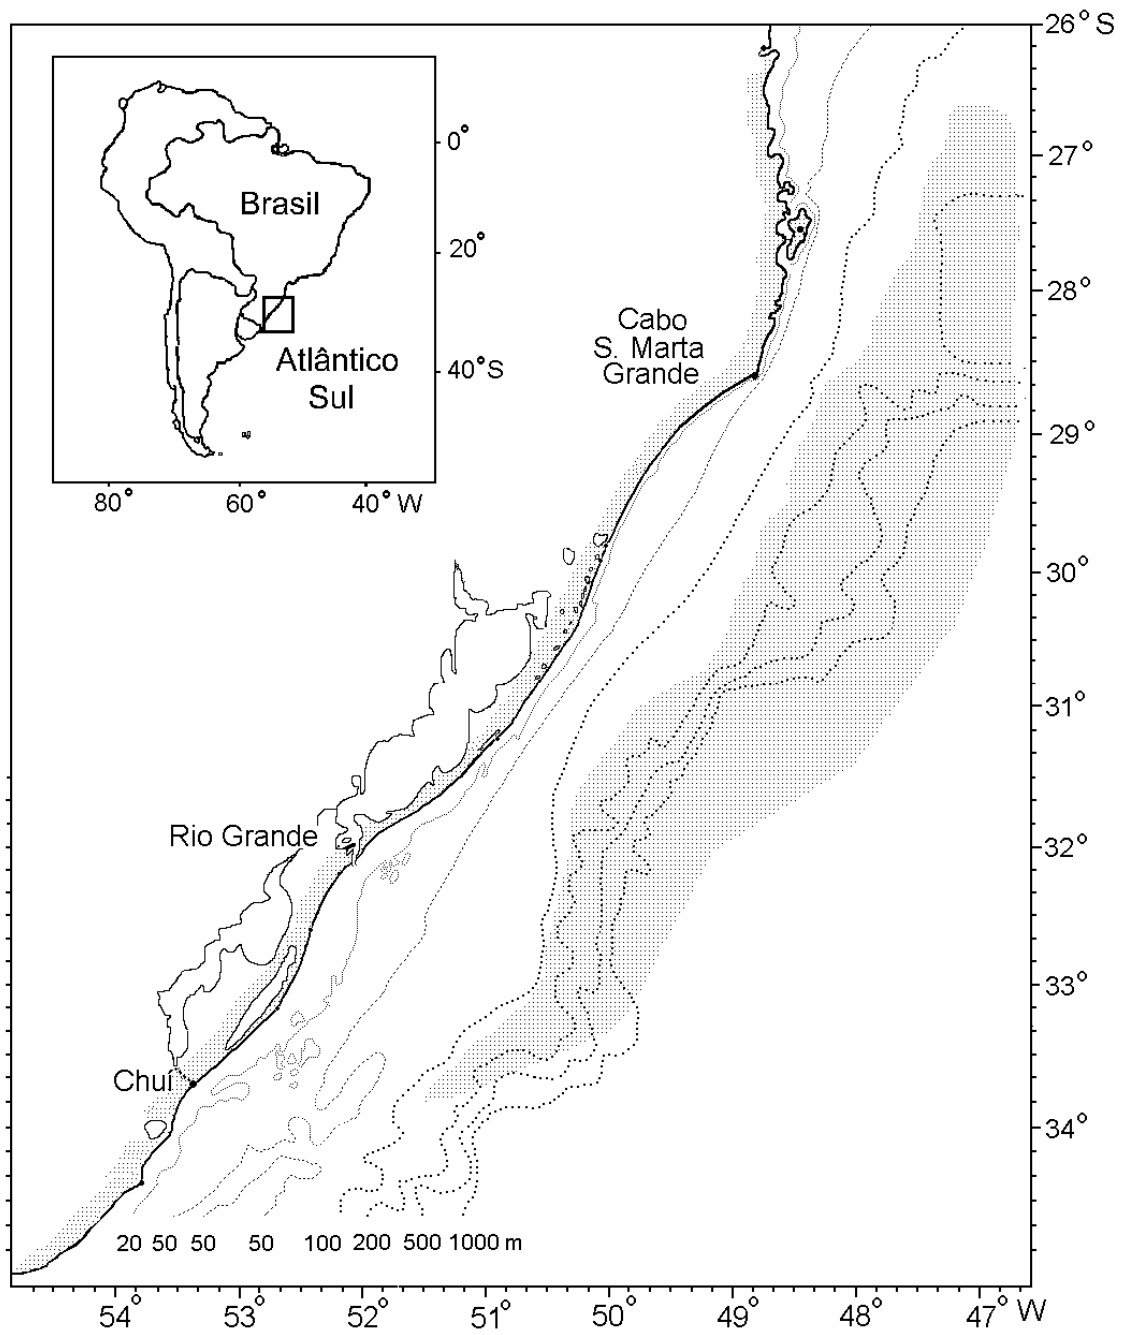 26° S
0°
27°
Brasil
20°
28°
Cabo
S. Marta
Grande
Atlântico
Sul
40°S
29°
80°
60°
40° W
30°
31°
Rio Grande
32°
33°
Chuí
34°
20 50 50 50 100 200 500 1000 m
54° 53° 52° 51° 50° 49° 48° 47° W